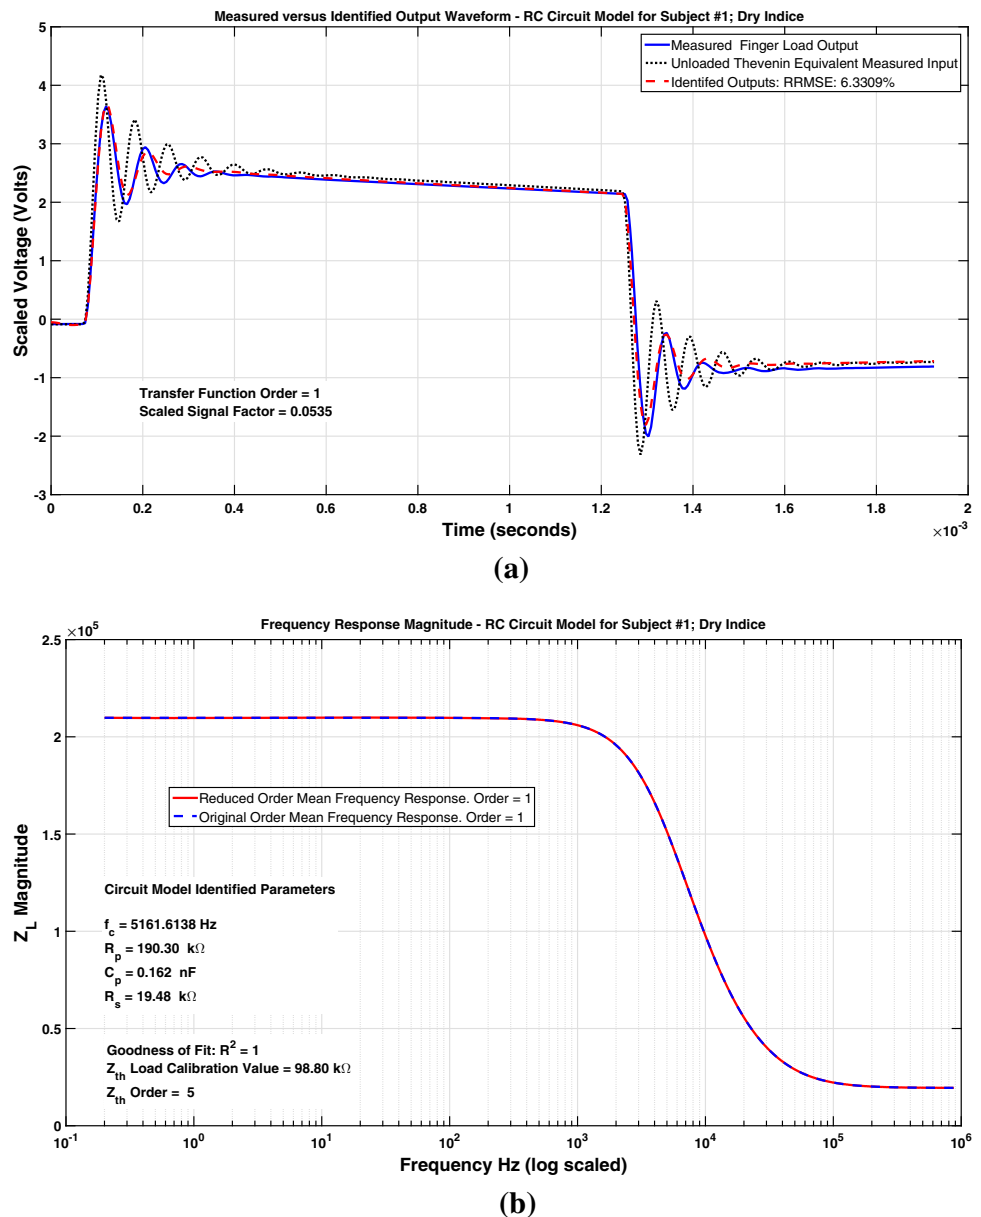 Measured versus Identified Output Waveform - RC Circuit Model for Subject #1; Dry Indice
5
4
3
2
1
0
-1
-2
-3
Scaled Voltage (Volts)
Measured Finger Load Output
Unloaded Thevenin Equivalent Measured Input
Identifed Outputs: RRMSE: 6.3309%
Transfer Function Order = 1
Scaled Signal Factor = 0.0535
0 0.2 0.4 0.6 0.8 1 1.2 1.4 1.6 1.8 2
Time (seconds)
×10⁻³
(a)
Frequency Response Magnitude - RC Circuit Model for Subject #1; Dry Indice
×10⁵
2.5
2
1.5
1
0.5
0
Z_L Magnitude
Reduced Order Mean Frequency Response. Order = 1
Original Order Mean Frequency Response. Order = 1
Circuit Model Identified Parameters
f_c = 5161.6138 Hz
R_p = 190.30 kΩ
C_p = 0.162 nF
R_s = 19.48 kΩ
Goodness of Fit: R² = 1
Z_th Load Calibration Value = 98.80 kΩ
Z_th Order = 5
10⁻¹ 10⁰ 10¹ 10² 10³ 10⁴ 10⁵ 10⁶
Frequency Hz (log scaled)
(b)